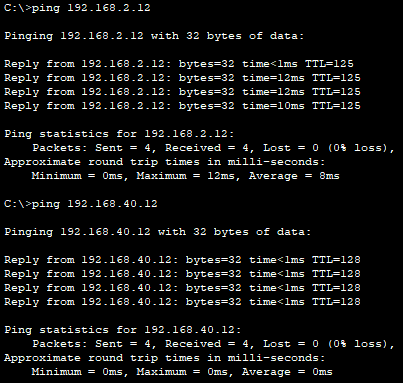 C:\>ping 192.168.2.12
Pinging 192.168.2.12 with 32 bytes of data:
Reply from 192.168.2.12: bytes=32 time<1ms TTL=125
Reply from 192.168.2.12: bytes=32 time=12ms TTL=125
Reply from 192.168.2.12: bytes=32 time=12ms TTL=125
Reply from 192.168.2.12: bytes=32 time=10ms TTL=125
Ping statistics for 192.168.2.12:
Packets: Sent = 4, Received = 4, Lost = 0 (0% loss),
Approximate round trip times in milli-seconds:
Minimum = 0ms, Maximum = 12ms, Average = 8ms
C:\>ping 192.168.40.12
Pinging 192.168.40.12 with 32 bytes of data:
Reply from 192.168.40.12: bytes=32 time<1ms TTL=128
Reply from 192.168.40.12: bytes=32 time<1ms TTL=128
Reply from 192.168.40.12: bytes=32 time<1ms TTL=128
Reply from 192.168.40.12: bytes=32 time<1ms TTL=128
Ping statistics for 192.168.40.12:
Packets: Sent = 4, Received = 4, Lost = 0 (0% loss),
Approximate round trip times in milli-seconds:
Minimum = 0ms, Maximum = 0ms, Average = 0ms